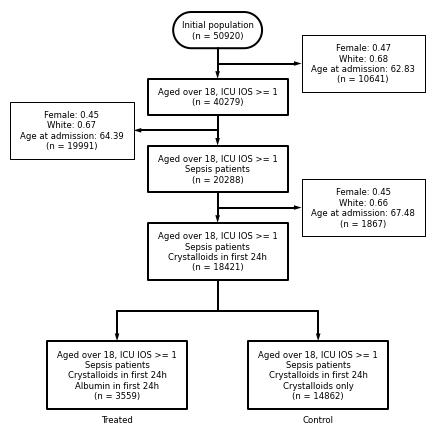 Initial population
(n = 50920)
Female: 0.47
White: 0.68
Age at admission: 62.83
(n = 10641)
Aged over 18, ICU lOS >= 1
(n = 40279)
Female: 0.45
White: 0.67
Age at admission: 64.39
(n = 19991)
Aged over 18, ICU lOS >= 1
Sepsis patients
(n = 20288)
Female: 0.45
White: 0.66
Age at admission: 67.48
(n = 1867)
Aged over 18, ICU lOS >= 1
Sepsis patients
Crystalloids in first 24h
(n = 18421)
Aged over 18, ICU lOS >= 1
Sepsis patients
Crystalloids in first 24h
Albumin in first 24h
(n = 3559)
Treated
Aged over 18, ICU lOS >= 1
Sepsis patients
Crystalloids in first 24h
Crystalloids only
(n = 14862)
Control